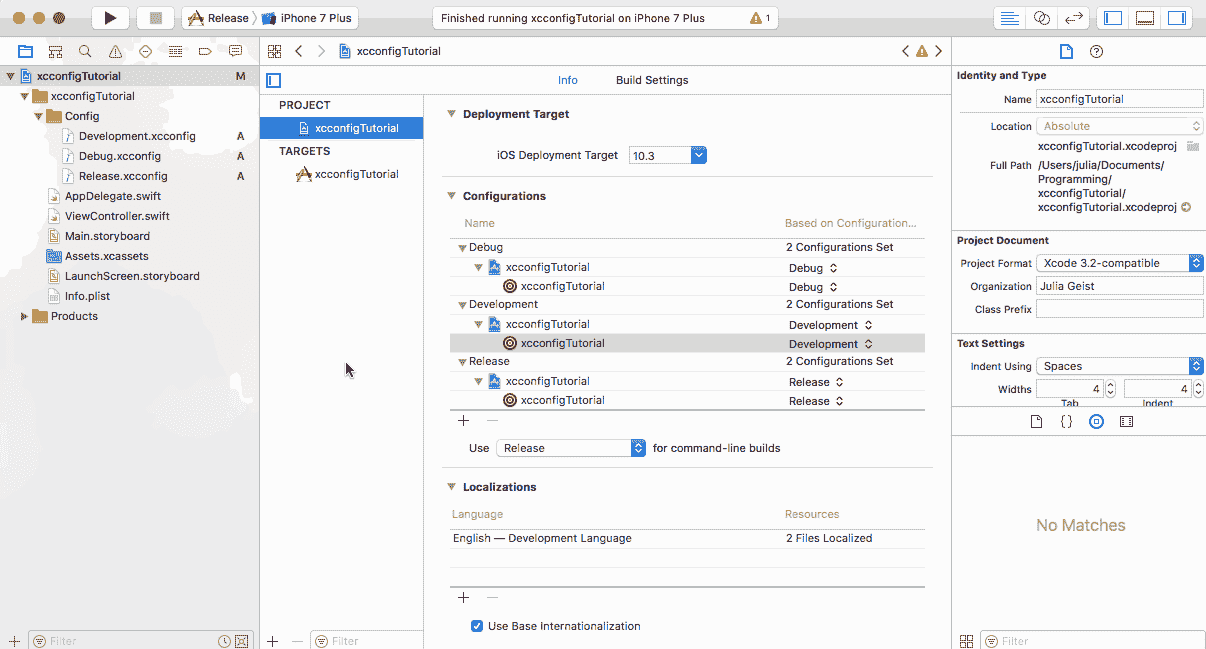 Release iPhone 7 Plus
Finished running xcconfigTutorial on iPhone 7 Plus 1
xcconfigTutorial M
xcconfigTutorial
Config
Development.xcconfig A
Debug.xcconfig A
Release.xcconfig A
AppDelegate.swift
ViewController.swift
Main.storyboard
Assets.xcassets
LaunchScreen.storyboard
Info.plist
Products
Filter
xcconfigTutorial
Info Build Settings
PROJECT
xcconfigTutorial
TARGETS
xcconfigTutorial
Filter
Deployment Target
iOS Deployment Target 10.3
Configurations
Name Based on Configuration...
Debug 2 Configurations Set
xcconfigTutorial Debug
xcconfigTutorial Debug
Development 2 Configurations Set
xcconfigTutorial Development
xcconfigTutorial Development
Release 2 Configurations Set
xcconfigTutorial Release
xcconfigTutorial Release
Use Release for command-line builds
Localizations
Language Resources
English — Development Language 2 Files Localized
Use Base Internationalization
Identity and Type
Name xcconfigTutorial
Location Absolute
xcconfigTutorial.xcodeproj
Full Path /Users/julia/Documents/
Programming/
xcconfigTutorial/
xcconfigTutorial.xcodeproj
Project Document
Project Format Xcode 3.2-compatible
Organization Julia Geist
Class Prefix
Text Settings
Indent Using Spaces
Widths 4 4
Tab Indent
No Matches
Filter